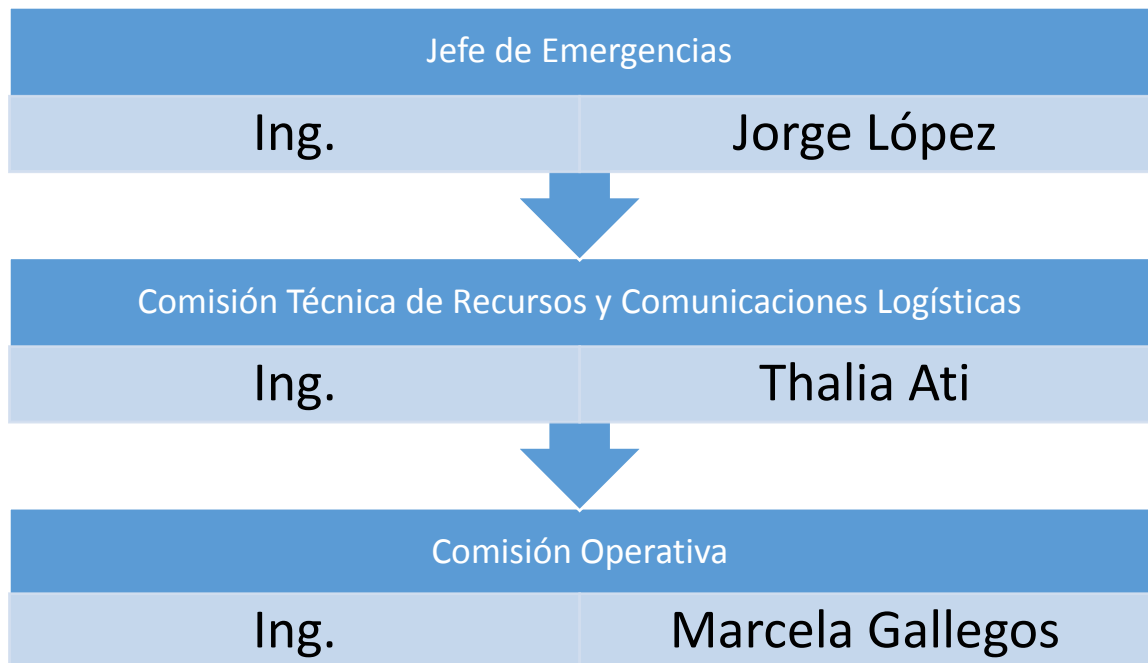 Jefe de Emergencias
Ing. Jorge López
Comisión Técnica de Recursos y Comunicaciones Logísticas
Ing. Thalia Ati
Comisión Operativa
Ing. Marcela Gallegos